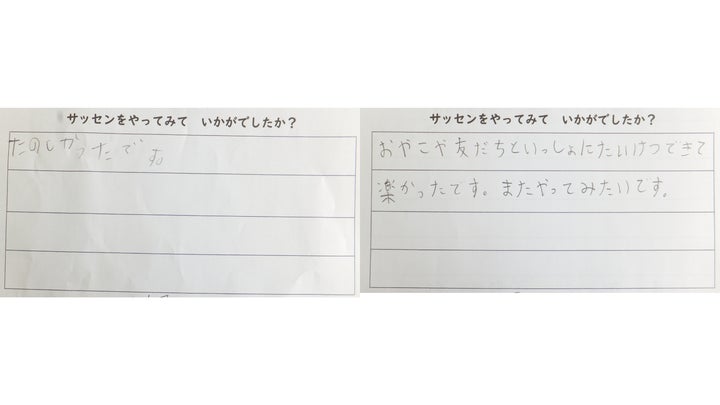 サッセンをやってみて いかがでしたか？
たのしかったです
サッセンをやってみて いかがでしたか？
おやこや友だちといっしょにたいけつできて
楽かったです。またやってみたいです。